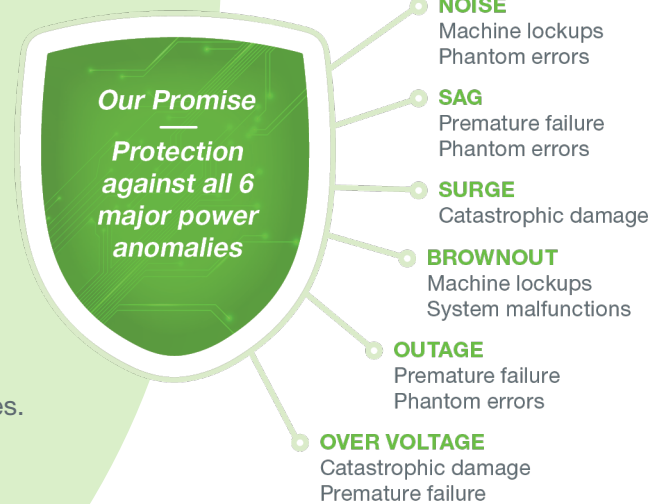 Our Promise
Protection
against all 6
major power
anomalies
NOISE
Machine lockups
Phantom errors
SAG
Premature failure
Phantom errors
SURGE
Catastrophic damage
BROWNOUT
Machine lockups
System malfunctions
OUTAGE
Premature failure
Phantom errors
es.
OVER VOLTAGE
Catastrophic damage
Premature failure